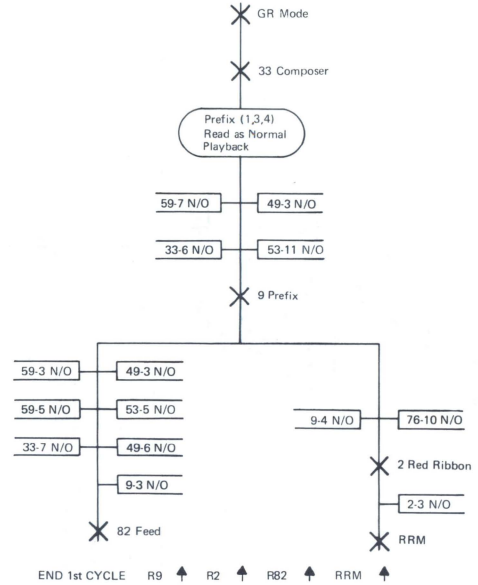 GR Mode
33 Composer
Prefix (1,3,4)
Read as Normal
Playback
59-7 N/O 49-3 N/O
33-6 N/O 53-11 N/O
9 Prefix
59-3 N/O 49-3 N/O
59-5 N/O 53-5 N/O
33-7 N/O 49-6 N/O
9-3 N/O
82 Feed
9-4 N/O 76-10 N/O
2 Red Ribbon
2-3 N/O
RRM
END 1st CYCLE R9 R2 R82 RRM